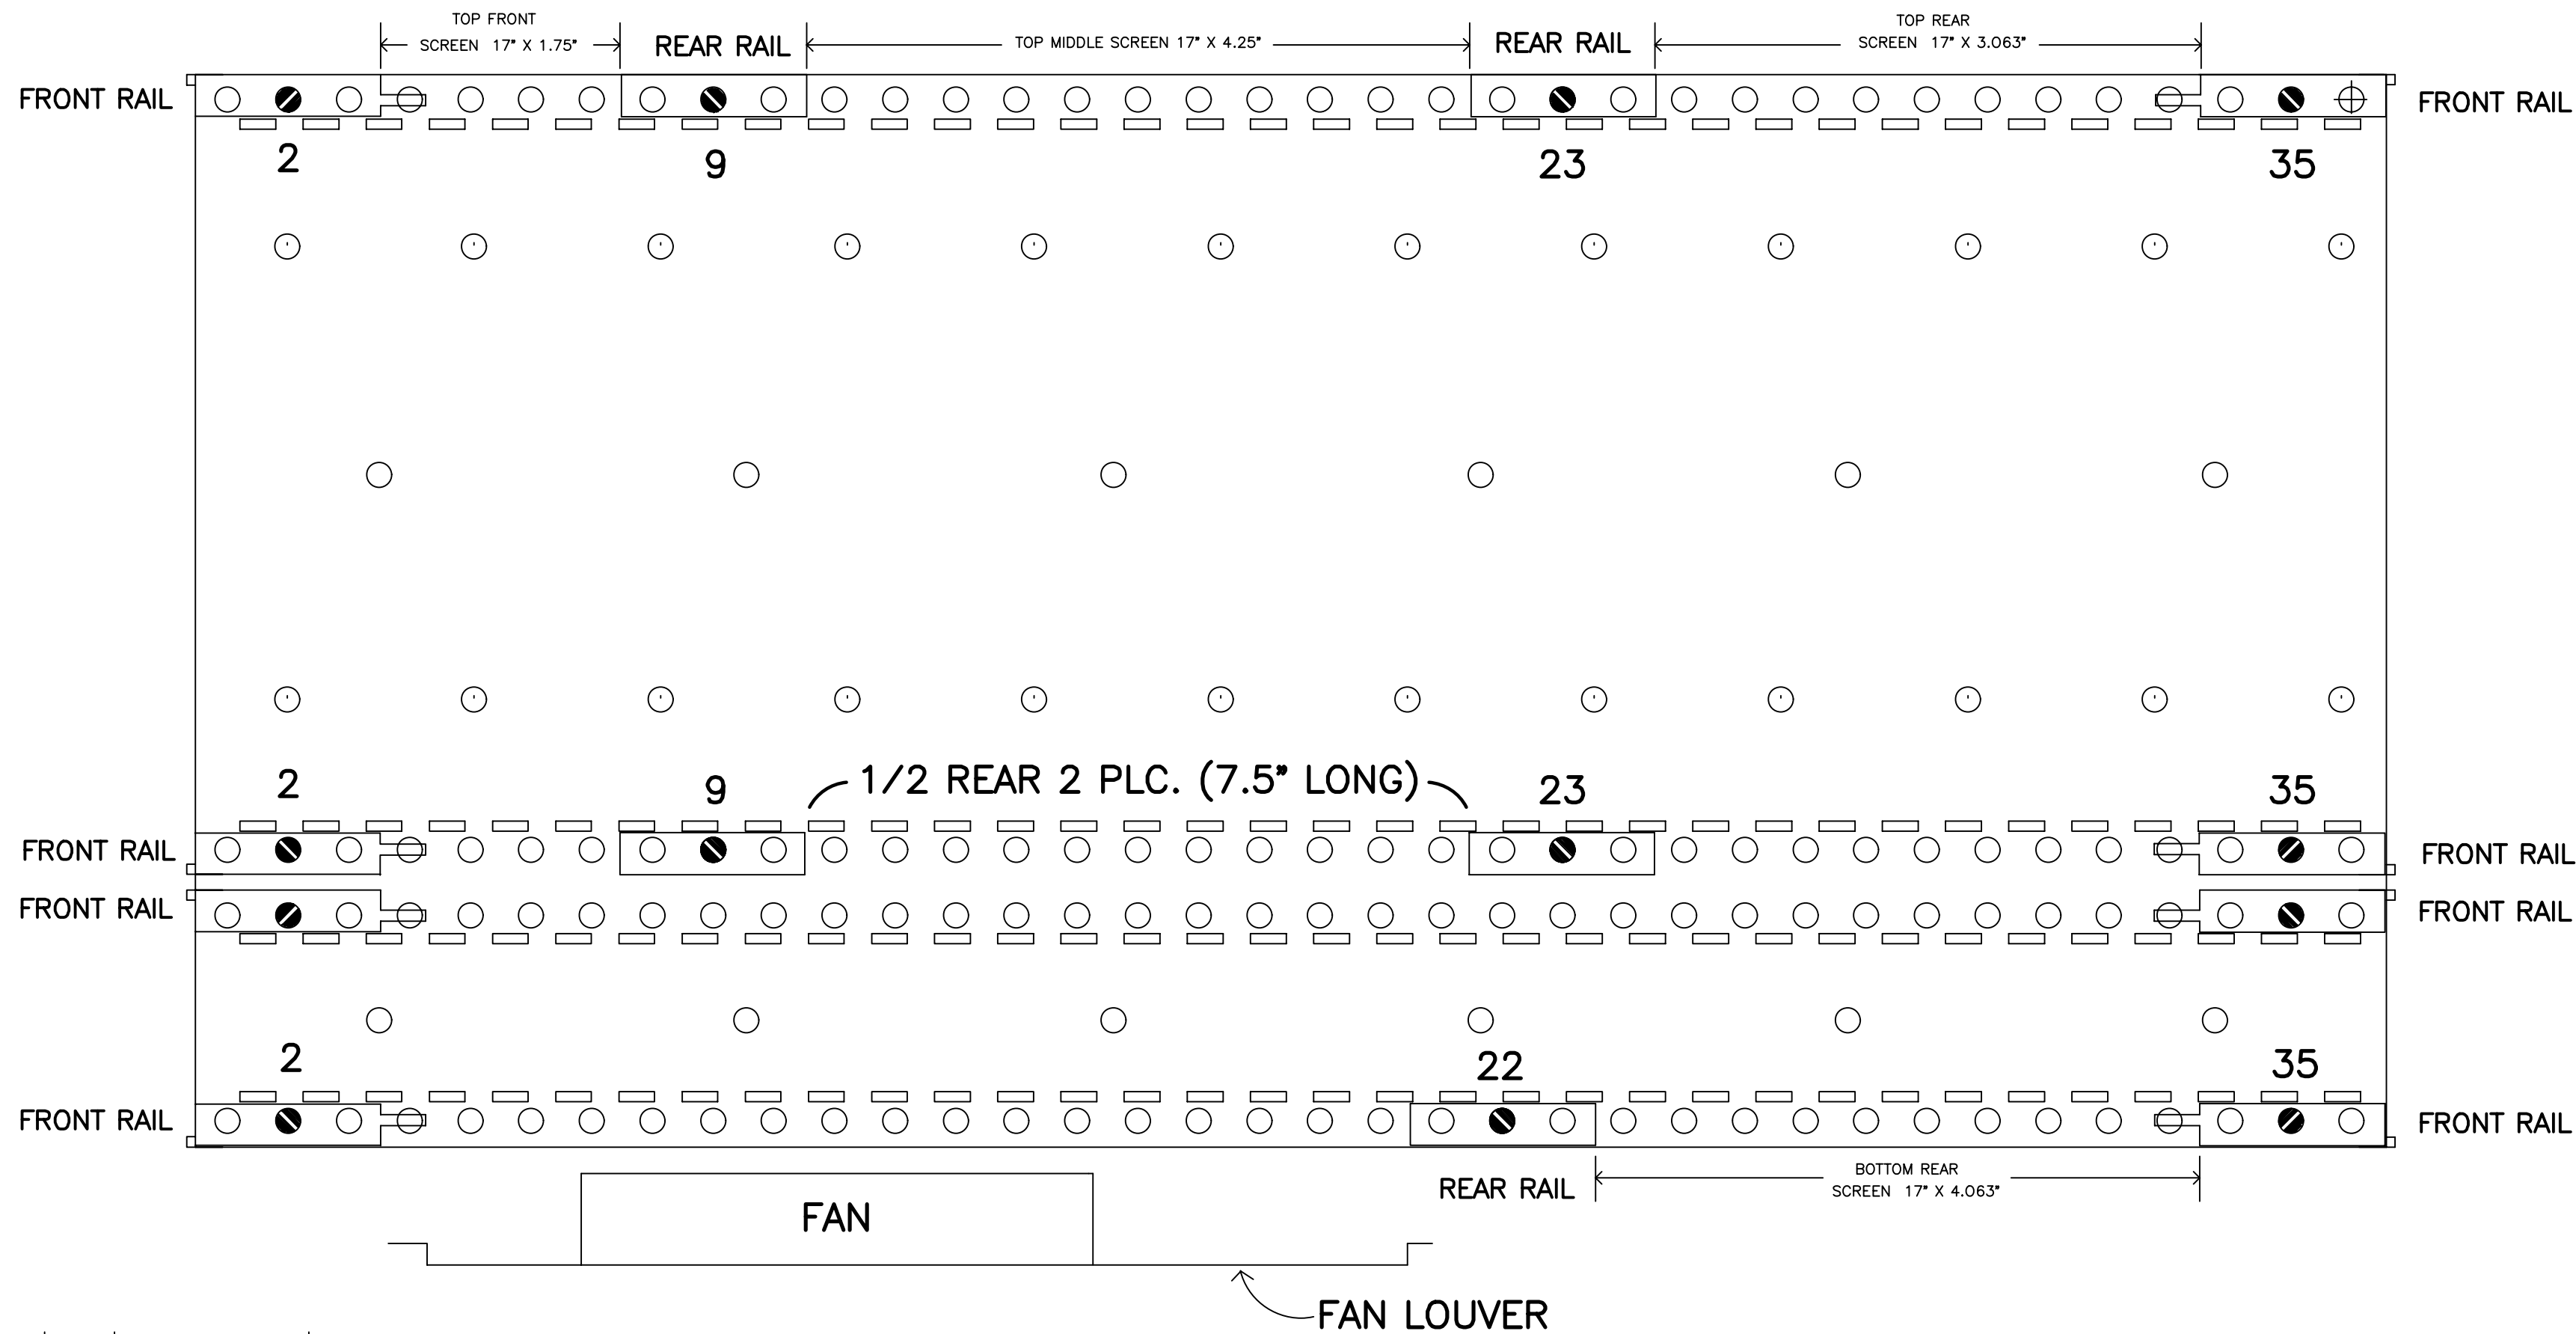 TOP FRONT
SCREEN 17" X 1.75"
REAR RAIL
TOP MIDDLE SCREEN 17" X 4.25"
REAR RAIL
TOP REAR
SCREEN 17" X 3.063"
FRONT RAIL
FRONT RAIL
2
9
23
35
2
9
1/2 REAR 2 PLC. (7.5" LONG)
23
35
FRONT RAIL
FRONT RAIL
FRONT RAIL
FRONT RAIL
2
22
35
FRONT RAIL
FRONT RAIL
REAR RAIL
BOTTOM REAR
SCREEN 17" X 4.063"
FAN
FAN LOUVER